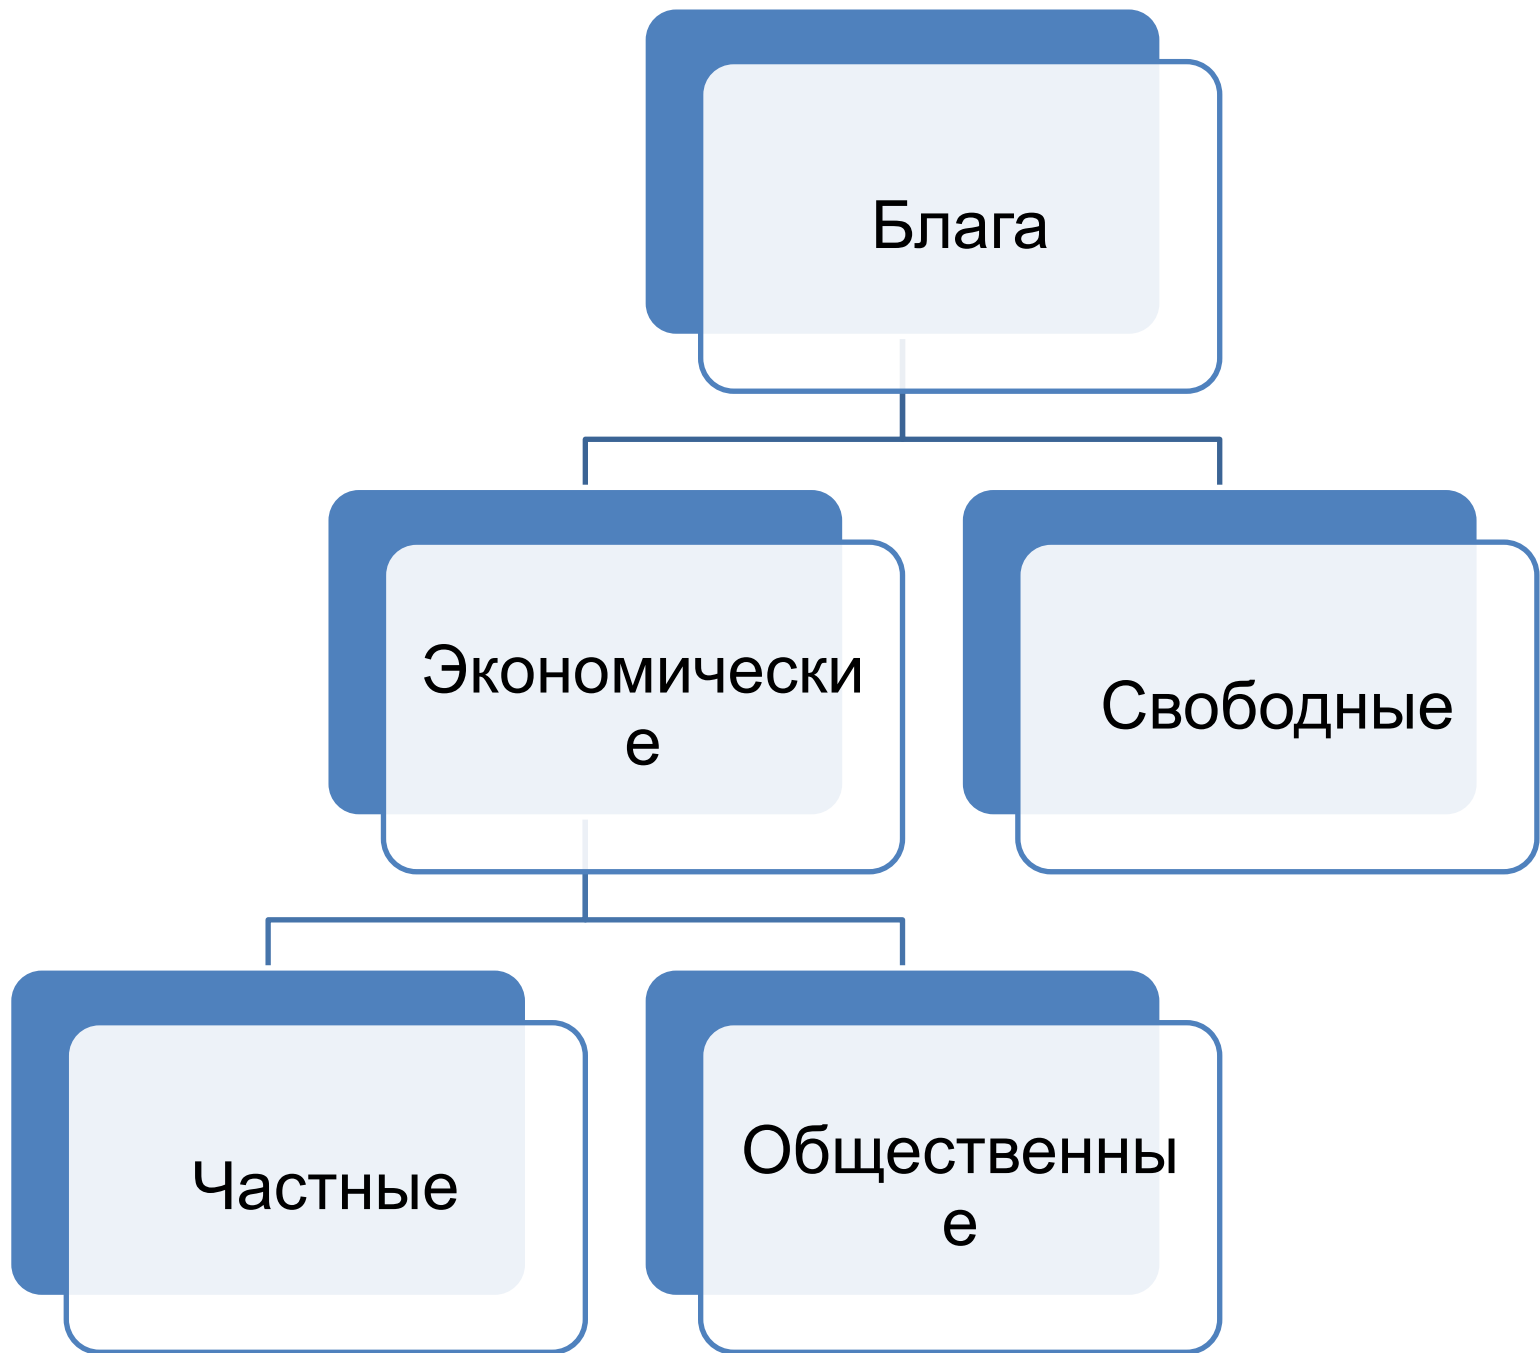 Блага
Экономически
е
Свободные
Частные
Общественны
е